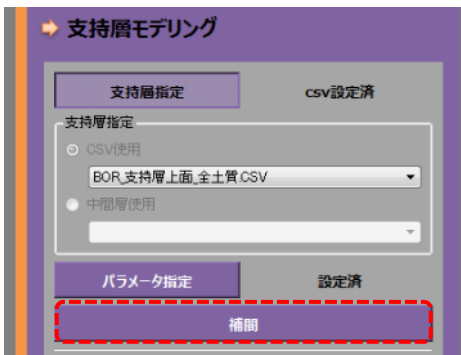 支持層モデリング
支持層指定 csv設定済
支持層指定
CSV使用
BOR_支持層上面_全土質.CSV
中間層使用
パラメータ指定 設定済
補間